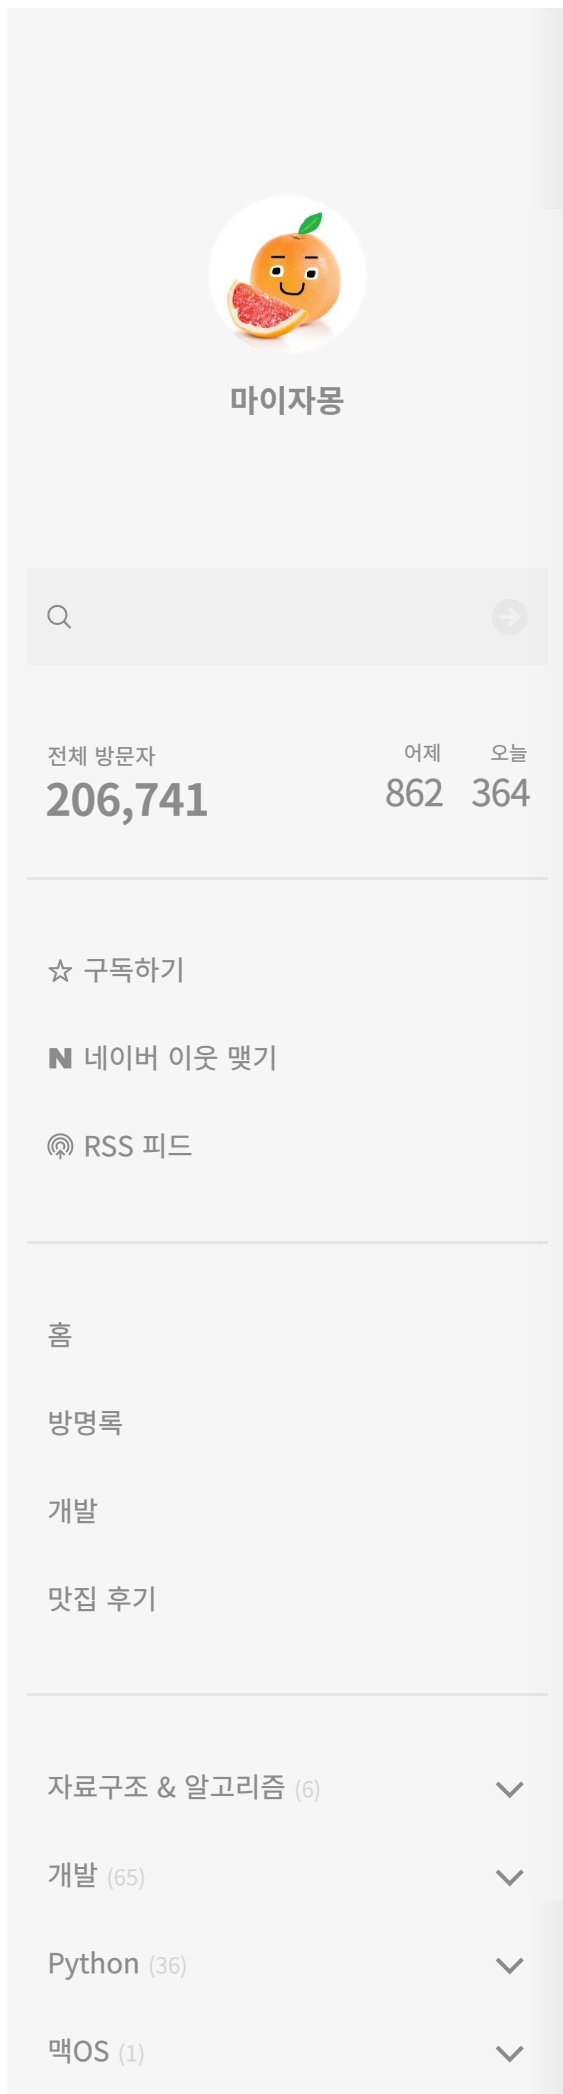 마이자몽
전체 방문자
206,741
어제 오늘
862 364
구독하기
N 네이버 이웃 맺기
RSS 피드
홈
방명록
개발
맛집 후기
자료구조 & 알고리즘 (6)
개발 (65)
Python (36)
맥OS (1)